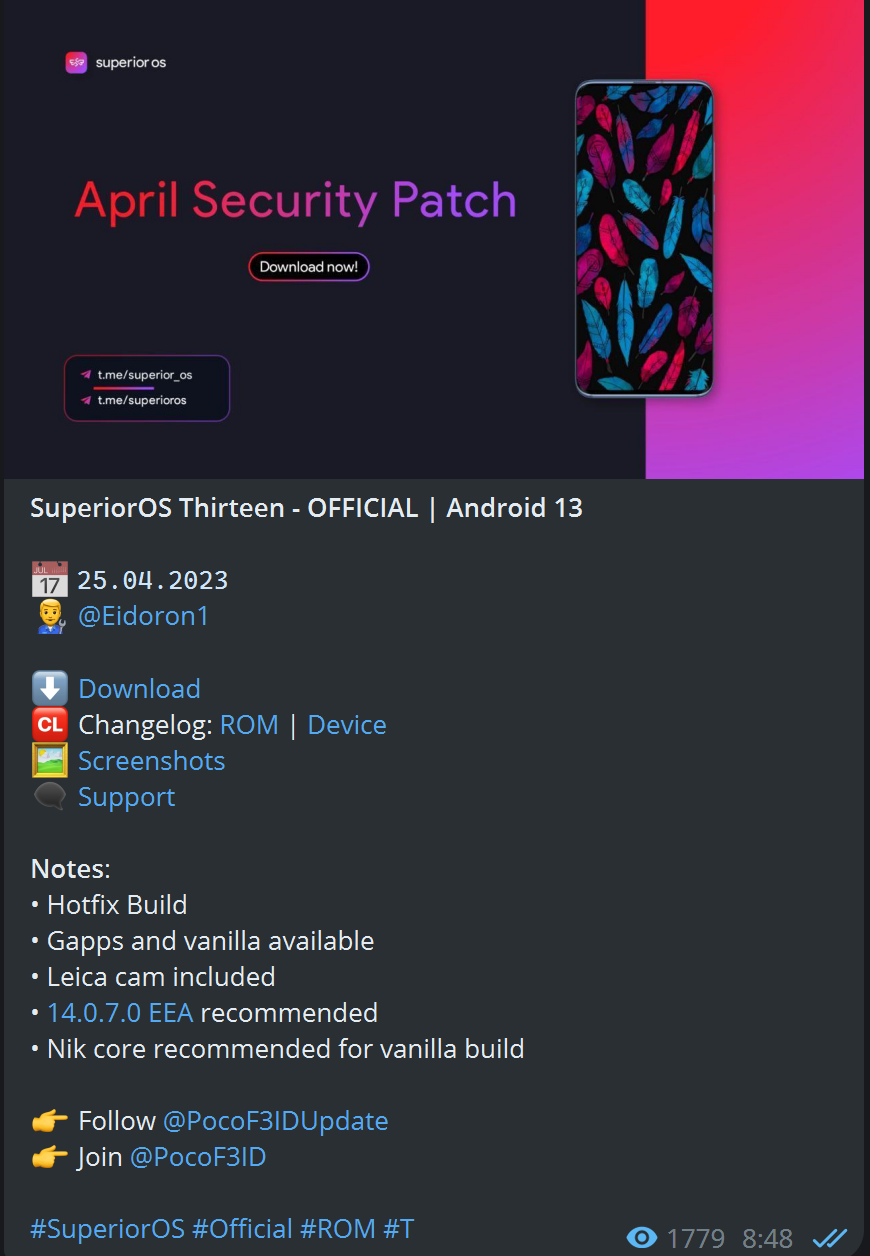 superior os
April Security Patch
Download now!
t.me/superior_os
t.me/superioros
SuperiorOS Thirteen - OFFICIAL | Android 13
JUL
17
25.04.2023
@Eidoron1
Download
CL Changelog: ROM | Device
Screenshots
Support
Notes:
• Hotfix Build
• Gapps and vanilla available
• Leica cam included
• 14.0.7.0 EEA recommended
• Nik core recommended for vanilla build
Follow @PocoF3IDUpdate
Join @PocoF3ID
#SuperiorOS #Official #ROM #T
1779 8:48